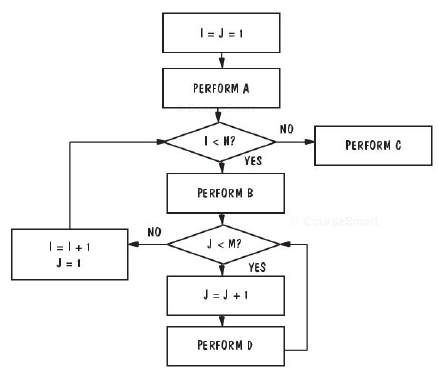 I = J = 1
PERFORM A
I < N?
NO
PERFORM C
YES
PERFORM B
© CourseSmart
NO
J < M?
I = I + 1
J = 1
YES
J = J + 1
PERFORM D